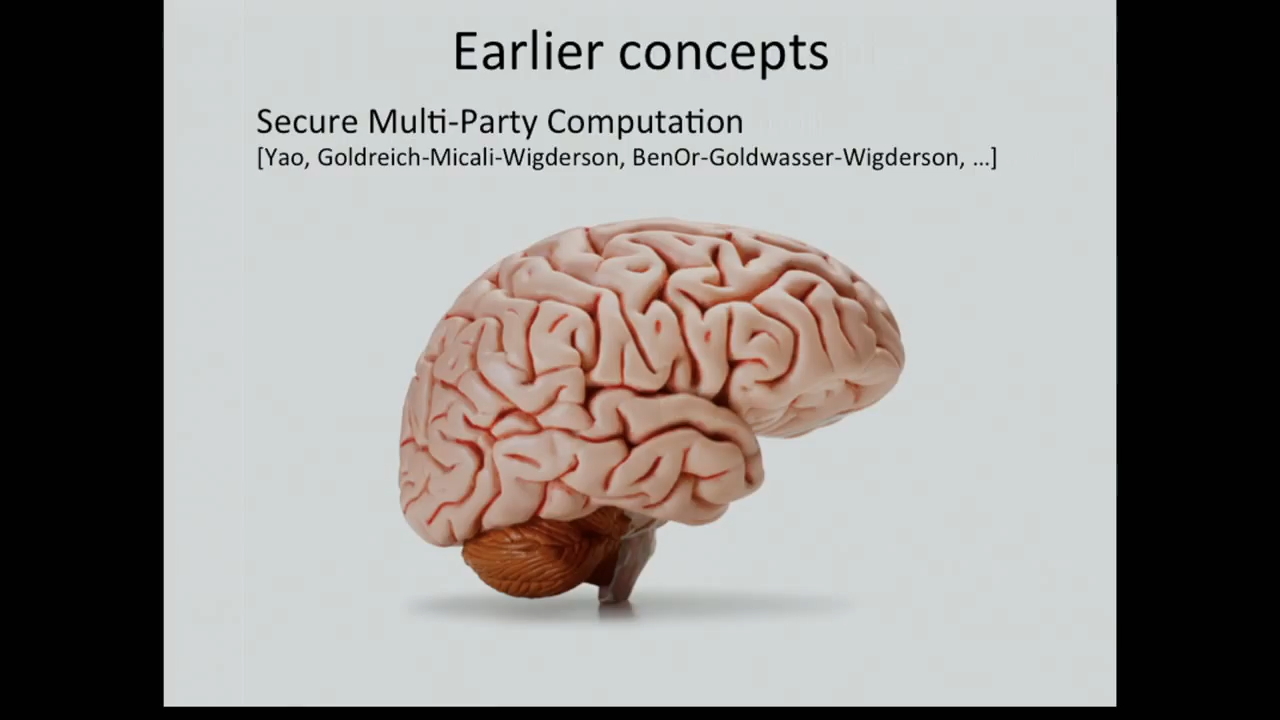 Earlier concepts
Secure Multi-Party Computation
[Yao, Goldreich-Micali-Wigderson, BenOr-Goldwasser-Wigderson, ...]